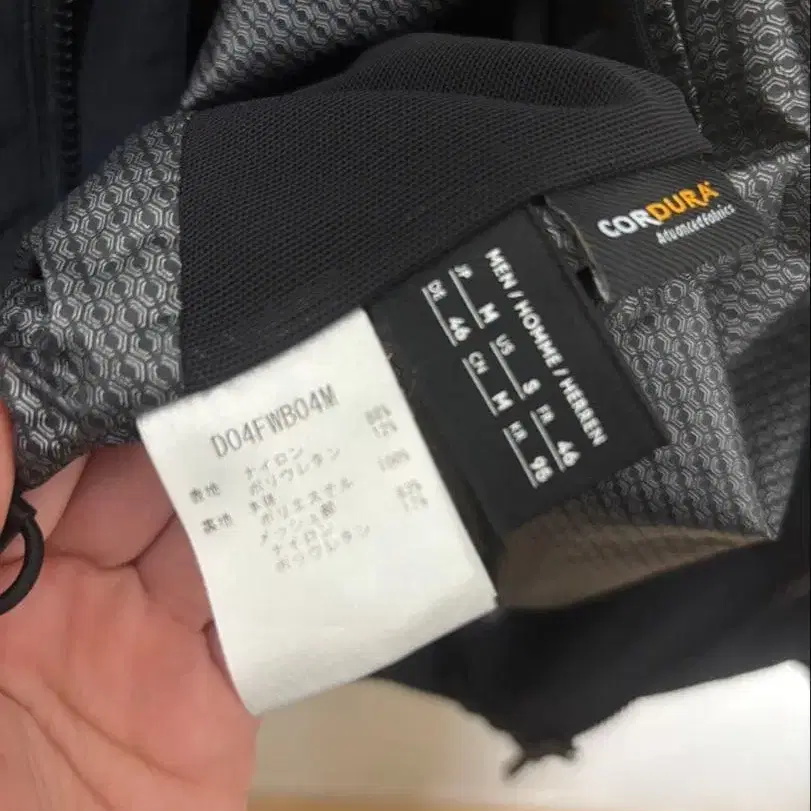 CORDURA
Advanced Fabrics
MEN / HOMME / HERREN
JP M US S FR 46
DE 46 CN M KR 95
D04FWB04M
表地 ナイロン 88%
ポリウレタン 12%
裏地 本体
ポリエステル 100%
メッシュ部
ナイロン 83%
ポリウレタン 17%